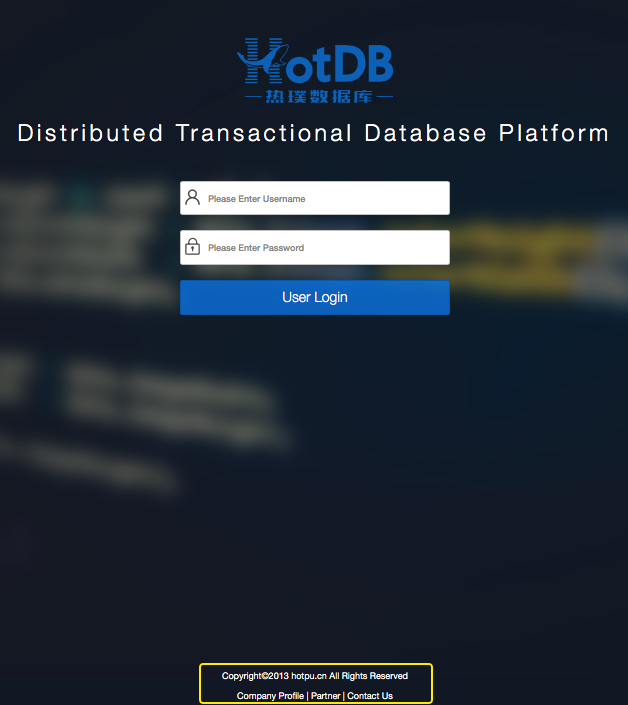 HotDB
热璞数据库
Distributed Transactional Database Platform
Please Enter Username
Please Enter Password
User Login
Copyright©2013 hotpu.cn All Rights Reserved
Company Profile | Partner | Contact Us